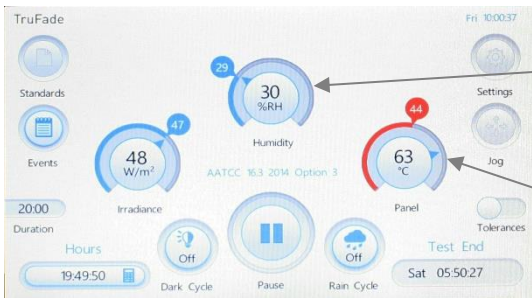 TruFade
Fri 10:00:37
Standards
Settings
29
30
%RH
Humidity
44
47
Events
Jog
48
W/m²
63
°C
AATCC 16.3 2014 Option 3
Irradiance
Panel
20:00
Duration
Tolerances
Hours
Off
Off
Test End
19:49:50
Sat 05:50:27
Dark Cycle
Pause
Rain Cycle